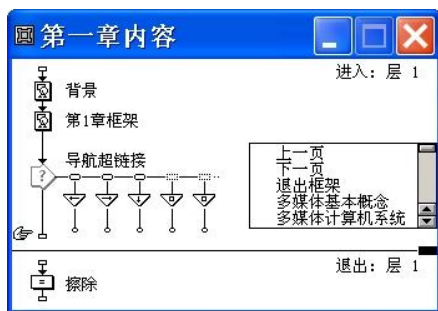 第一章内容
进入：层 1
背景
第1章框架
导航超链接
?
上一页
下一页
退出框架
多媒体基本概念
多媒体计算机系统
退出：层 1
=
擦除